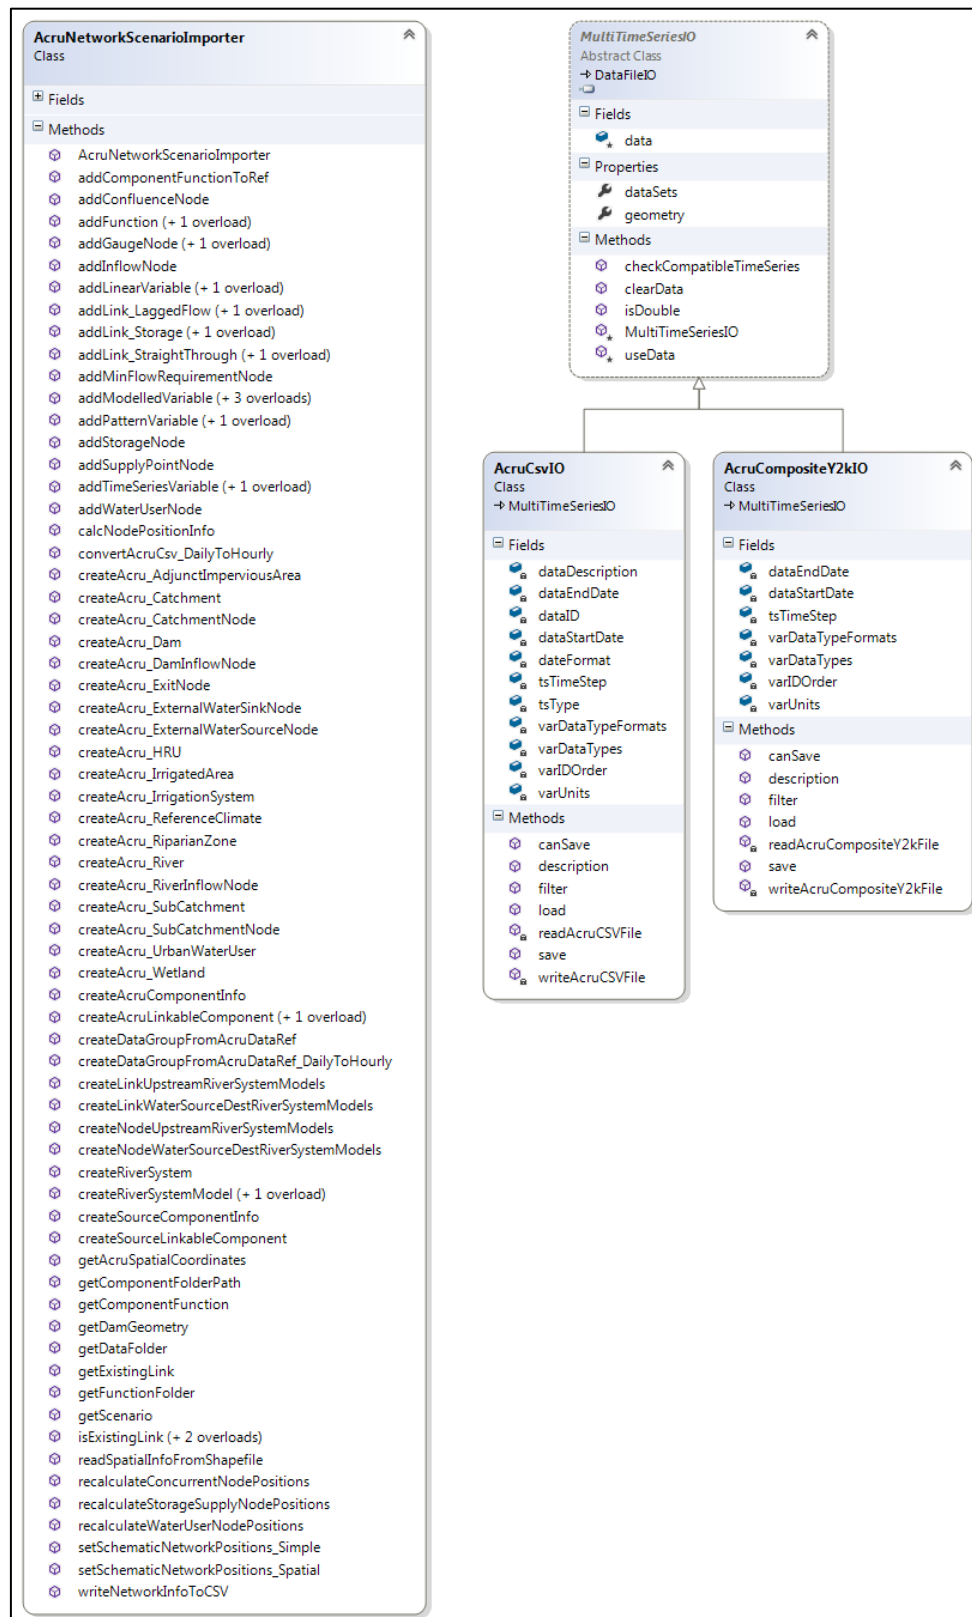 AcruNetworkScenarioImporter
Class
Fields
Methods
AcruNetworkScenarioImporter
addComponentFunctionToRef
addConfluenceNode
addFunction (+ 1 overload)
addGaugeNode (+ 1 overload)
addInflowNode
addLinearVariable (+ 1 overload)
addLink_LaggedFlow (+ 1 overload)
addLink_Storage (+ 1 overload)
addLink_StraightThrough (+ 1 overload)
addMinFlowRequirementNode
addModelledVariable (+ 3 overloads)
addPatternVariable (+ 1 overload)
addStorageNode
addSupplyPointNode
addTimeSeriesVariable (+ 1 overload)
addWaterUserNode
calcNodePositionInfo
convertAcruCsv_DailyToHourly
createAcru_AdjunctImperviousArea
createAcru_Catchment
createAcru_CatchmentNode
createAcru_Dam
createAcru_DamInflowNode
createAcru_ExitNode
createAcru_ExternalWaterSinkNode
createAcru_ExternalWaterSourceNode
createAcru_HRU
createAcru_IrrigatedArea
createAcru_IrrigationSystem
createAcru_ReferenceClimate
createAcru_RiparianZone
createAcru_River
createAcru_RiverInflowNode
createAcru_SubCatchment
createAcru_SubCatchmentNode
createAcru_UrbanWaterUser
createAcru_Wetland
createAcruComponentInfo
createAcruLinkableComponent (+ 1 overload)
createDataGroupFromAcruDataRef
createDataGroupFromAcruDataRef_DailyToHourly
createLinkUpstreamRiverSystemModels
createLinkWaterSourceDestRiverSystemModels
createNodeUpstreamRiverSystemModels
createNodeWaterSourceDestRiverSystemModels
createRiverSystem
createRiverSystemModel (+ 1 overload)
createSourceComponentInfo
createSourceLinkableComponent
getAcruSpatialCoordinates
getComponentFolderPath
getComponentFunction
getDamGeometry
getDataFolder
getExistingLink
getFunctionFolder
getScenario
isExistingLink (+ 2 overloads)
readSpatialInfoFromShapefile
recalculateConcurrentNodePositions
recalculateStorageSupplyNodePositions
recalculateWaterUserNodePositions
setSchematicNetworkPositions_Simple
setSchematicNetworkPositions_Spatial
writeNetworkInfoToCSV
MultiTimeSeriesIO
Abstract Class
DataFileIO
Fields
data
Properties
dataSets
geometry
Methods
checkCompatibleTimeSeries
clearData
isDouble
MultiTimeSeriesIO
useData
AcruCsvIO
Class
MultiTimeSeriesIO
Fields
dataDescription
dataEndDate
dataID
dataStartDate
dateFormat
tsTimeStep
tsType
varDataTypeFormats
varDataTypes
varIDOrder
varUnits
Methods
canSave
description
filter
load
readAcruCSVFile
save
writeAcruCSVFile
AcruCompositeY2kIO
Class
MultiTimeSeriesIO
Fields
dataEndDate
dataStartDate
tsTimeStep
varDataTypeFormats
varDataTypes
varIDOrder
varUnits
Methods
canSave
description
filter
load
readAcruCompositeY2kFile
save
writeAcruCompositeY2kFile